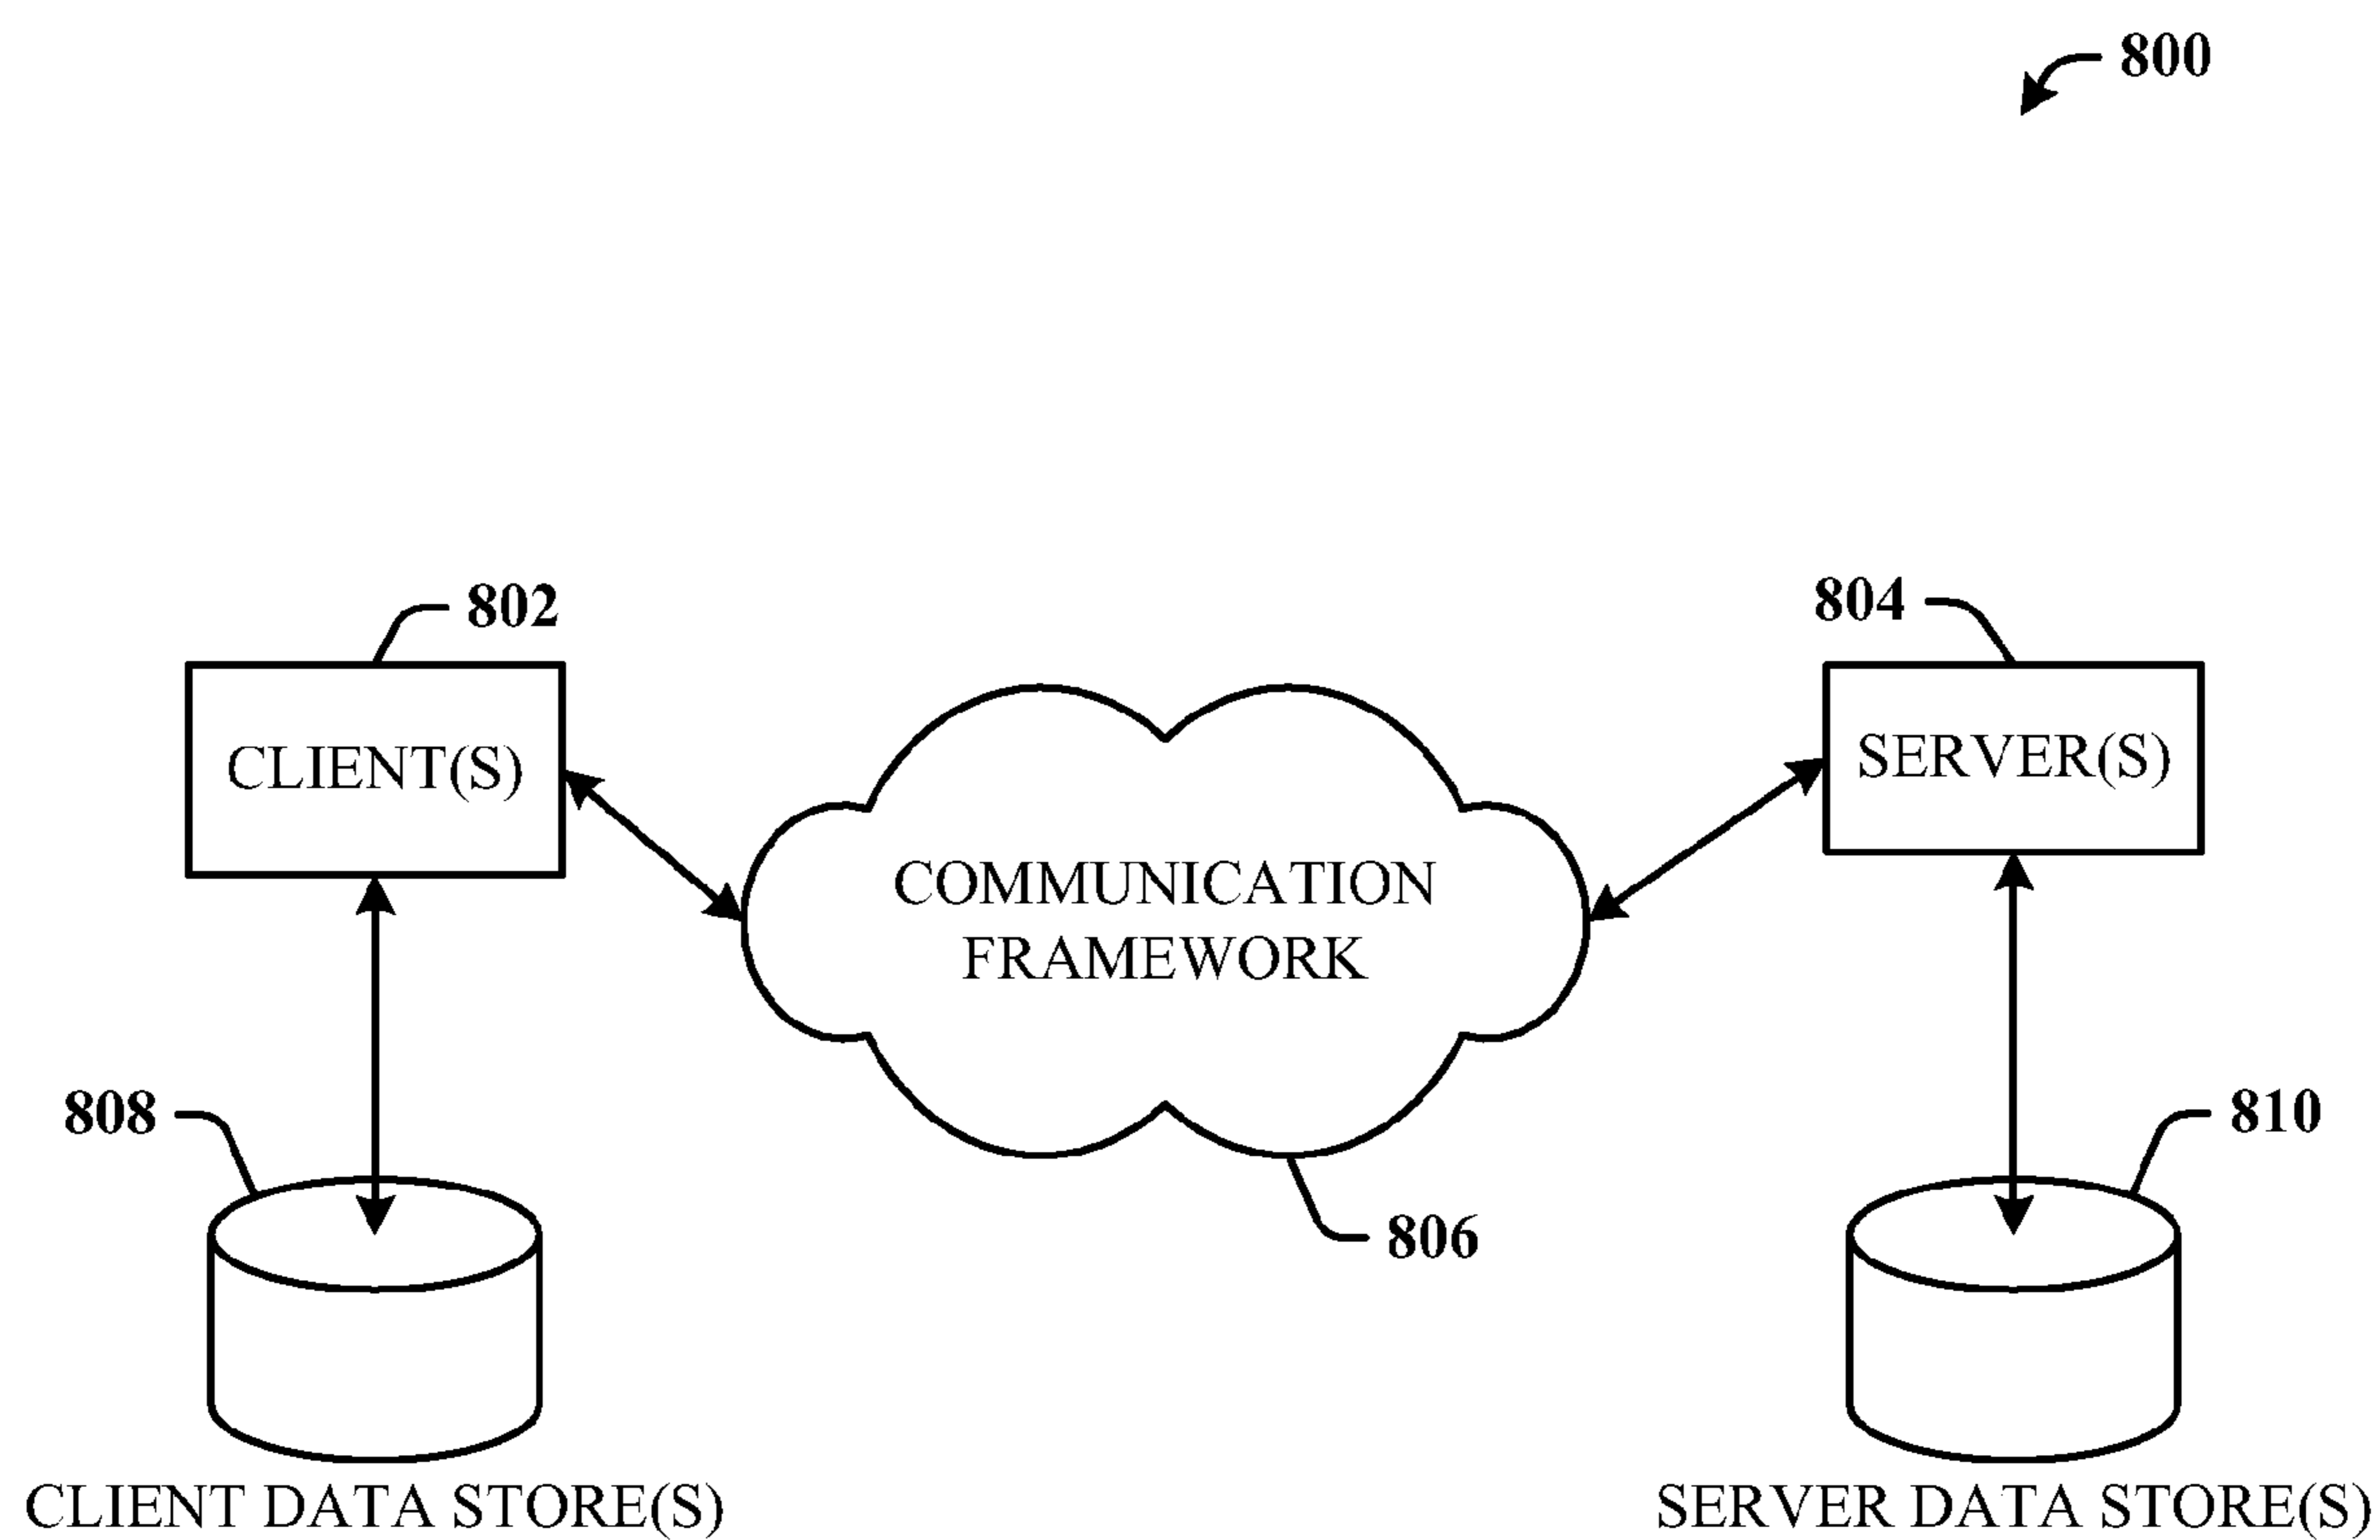 800
802
804
CLIENT(S)
SERVER(S)
COMMUNICATION
FRAMEWORK
808
810
806
CLIENT DATA STORE(S)
SERVER DATA STORE(S)